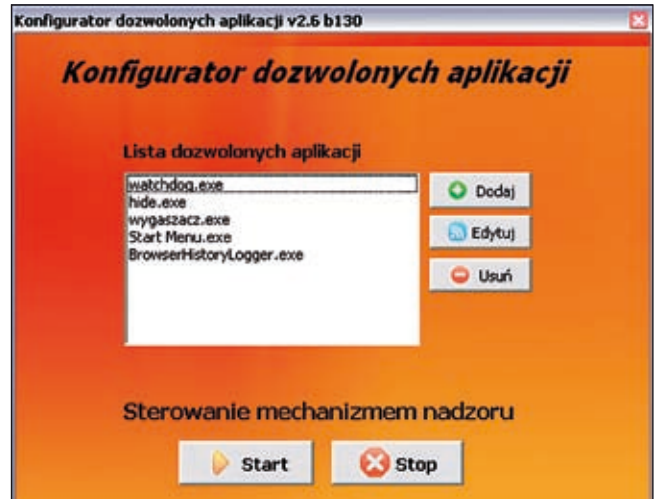 Konfigurator dozwolonych aplikacji v2.6 b130
Konfigurator dozwolonych aplikacji
Lista dozwolonych aplikacji
watchdog.exe
hide.exe
wygaszacz.exe
Start Menu.exe
BrowserHistoryLogger.exe
Dodaj
Edytuj
Usuń
Sterowanie mechanizmem nadzoru
Start
Stop